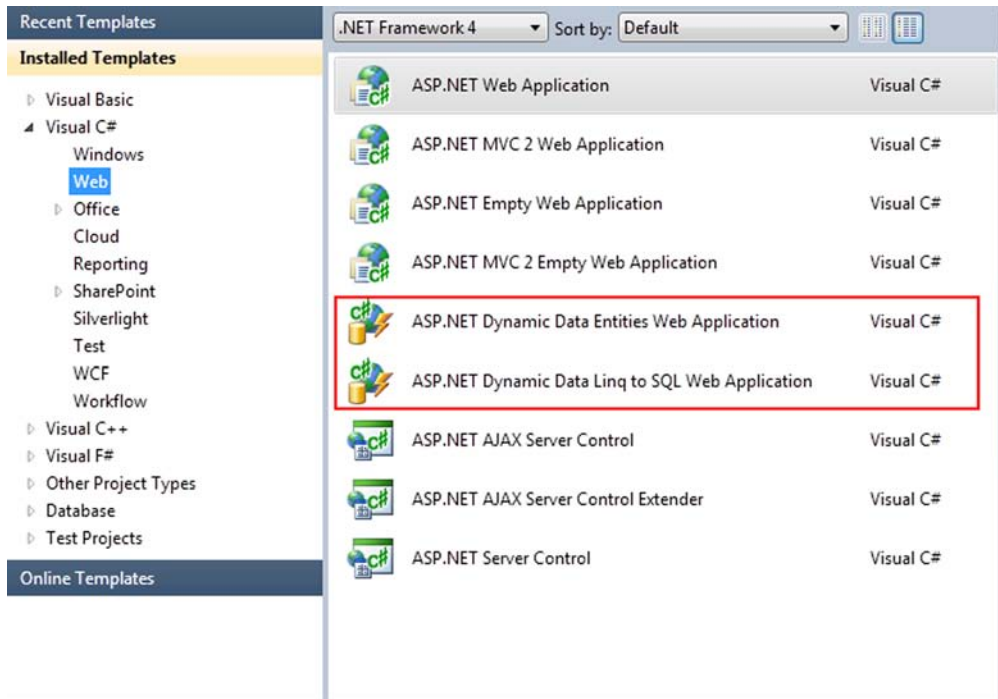 Recent Templates
Installed Templates
Visual Basic
Visual C#
Windows
Web
Office
Cloud
Reporting
SharePoint
Silverlight
Test
WCF
Workflow
Visual C++
Visual F#
Other Project Types
Database
Test Projects
Online Templates
.NET Framework 4 Sort by: Default
ASP.NET Web Application Visual C#
ASP.NET MVC 2 Web Application Visual C#
ASP.NET Empty Web Application Visual C#
ASP.NET MVC 2 Empty Web Application Visual C#
ASP.NET Dynamic Data Entities Web Application Visual C#
ASP.NET Dynamic Data Linq to SQL Web Application Visual C#
ASP.NET AJAX Server Control Visual C#
ASP.NET AJAX Server Control Extender Visual C#
ASP.NET Server Control Visual C#